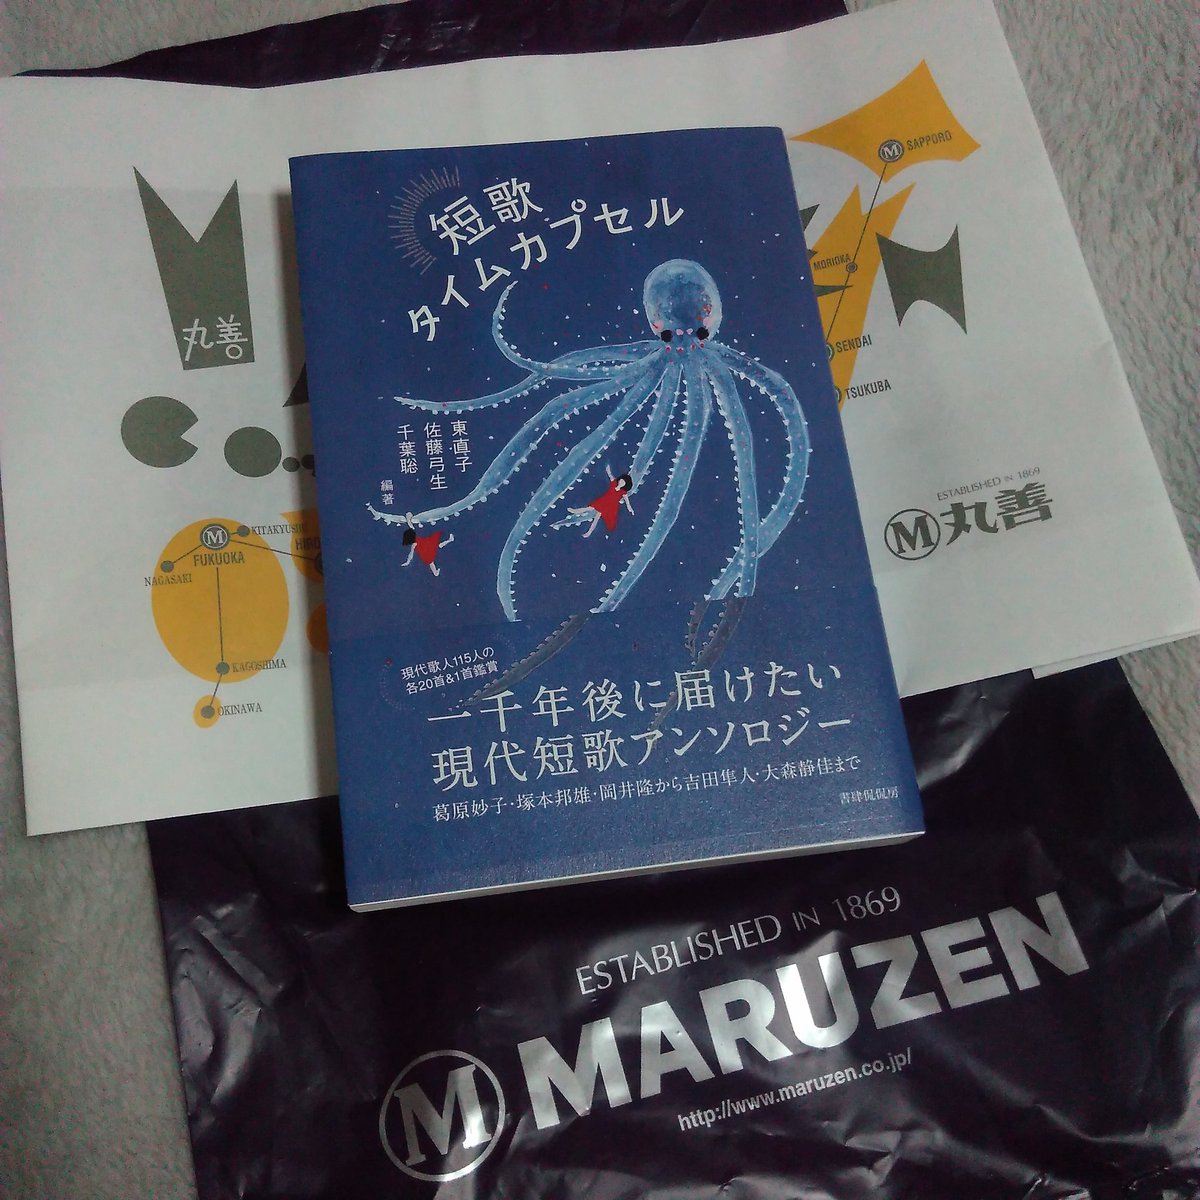 短歌
タイムカプセル
東直子
佐藤弓生
千葉聡
編著
現代歌人115人の
各20首&1首鑑賞
一千年後に届けたい
現代短歌アンソロジー
葛原妙子・塚本邦雄・岡井隆から吉田隼人・大森静佳まで
書肆侃侃房
丸善
M
SAPPORO
MORIOKA
SENDAI
TSUKUBA
ESTABLISHED IN 1869
M丸善
M
KITAKYUSHU
FUKUOKA
HIRO
NAGASAKI
KAGOSHIMA
OKINAWA
ESTABLISHED IN 1869
M MARUZEN
http://www.maruzen.co.jp/